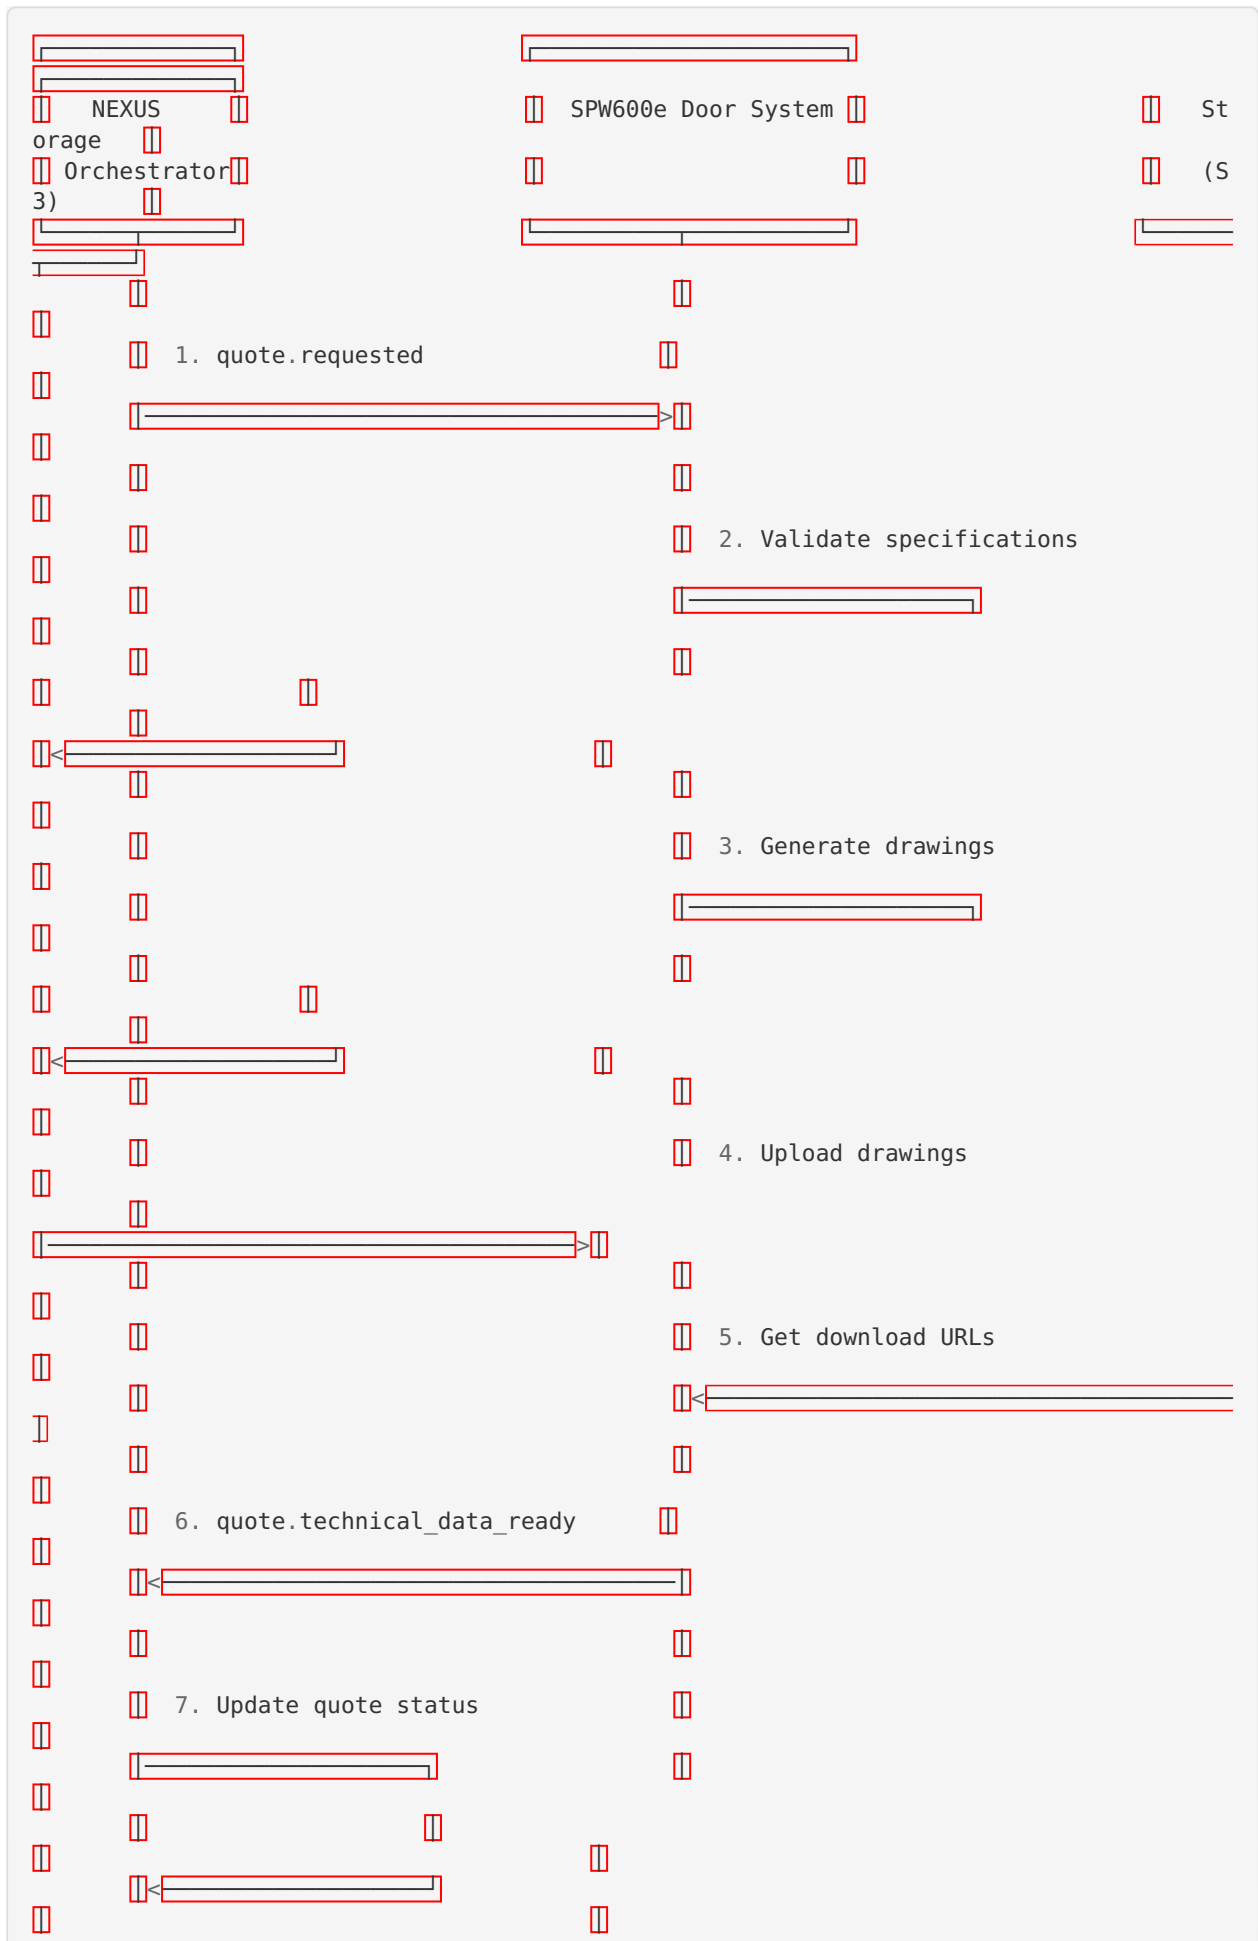 NEXUS SPW600e Door System St
orage
Orchestrator (S
3)
1. quote.requested
>
2. Validate specifications
<
3. Generate drawings
<
4. Upload drawings
>
5. Get download URLs
<
6. quote.technical_data_ready
<
7. Update quote status
<